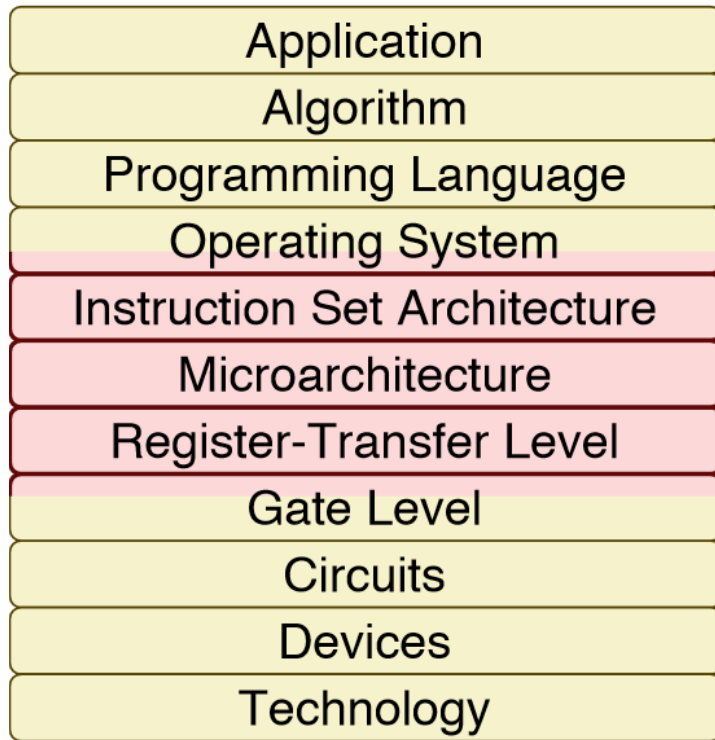 Application
Algorithm
Programming Language
Operating System
Instruction Set Architecture
Microarchitecture
Register-Transfer Level
Gate Level
Circuits
Devices
Technology